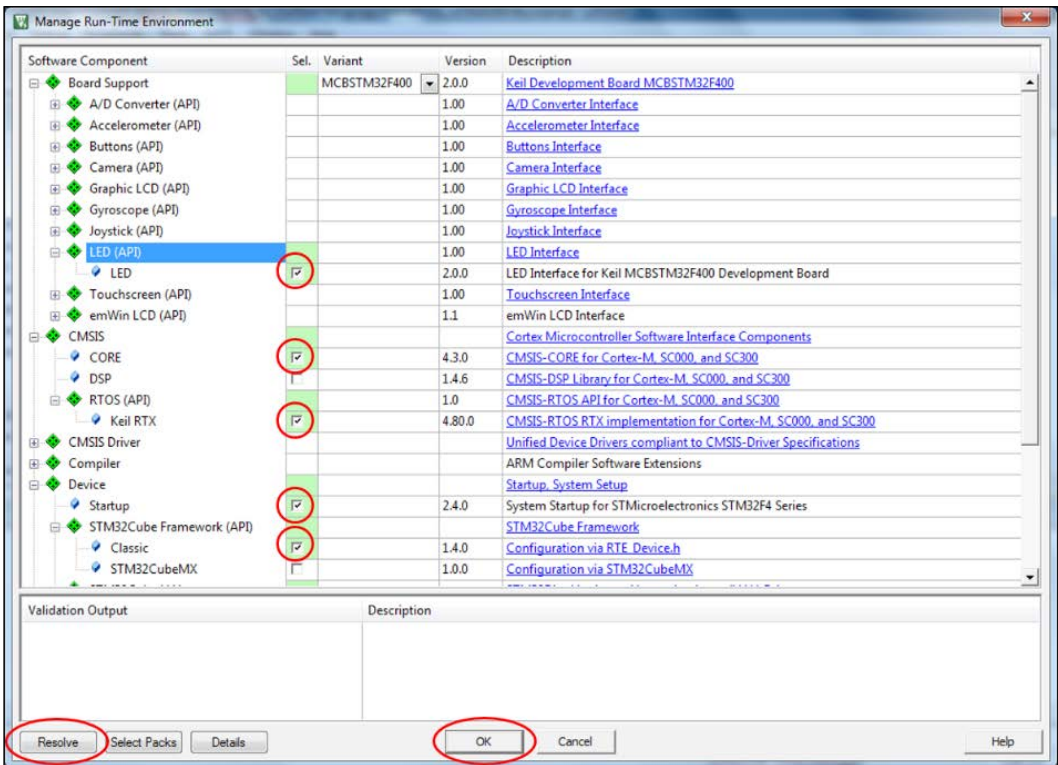 Manage Run-Time Environment
Software Component Sel. Variant Version Description
Board Support MCBSTM32F400 2.0.0 Keil Development Board MCBSTM32F400
A/D Converter (API) 1.00 A/D Converter Interface
Accelerometer (API) 1.00 Accelerometer Interface
Buttons (API) 1.00 Buttons Interface
Camera (API) 1.00 Camera Interface
Graphic LCD (API) 1.00 Graphic LCD Interface
Gyroscope (API) 1.00 Gyroscope Interface
Joystick (API) 1.00 Joystick Interface
LED (API) 1.00 LED Interface
LED 2.0.0 LED Interface for Keil MCBSTM32F400 Development Board
Touchscreen (API) 1.00 Touchscreen Interface
emWin LCD (API) 1.1 emWin LCD Interface
CMSIS Cortex Microcontroller Software Interface Components
CORE 4.3.0 CMSIS-CORE for Cortex-M, SC000, and SC300
DSP 1.4.6 CMSIS-DSP Library for Cortex-M, SC000, and SC300
RTOS (API) 1.0 CMSIS-RTOS API for Cortex-M, SC000, and SC300
Keil RTX 4.80.0 CMSIS-RTOS RTX implementation for Cortex-M, SC000, and SC300
CMSIS Driver Unified Device Drivers compliant to CMSIS-Driver Specifications
Compiler ARM Compiler Software Extensions
Device Startup, System Setup
Startup 2.4.0 System Startup for STMicroelectronics STM32F4 Series
STM32Cube Framework (API) STM32Cube Framework
Classic 1.4.0 Configuration via RTE_Device.h
STM32CubeMX 1.0.0 Configuration via STM32CubeMX
Validation Output Description
Resolve Select Packs Details OK Cancel Help